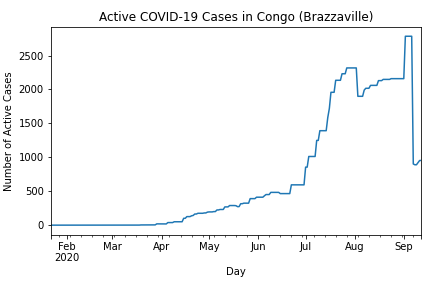 Active COVID-19 Cases in Congo (Brazzaville)
Number of Active Cases
2500
2000
1500
1000
500
0
Feb
2020
Mar
Apr
May
Jun
Jul
Aug
Sep
Day